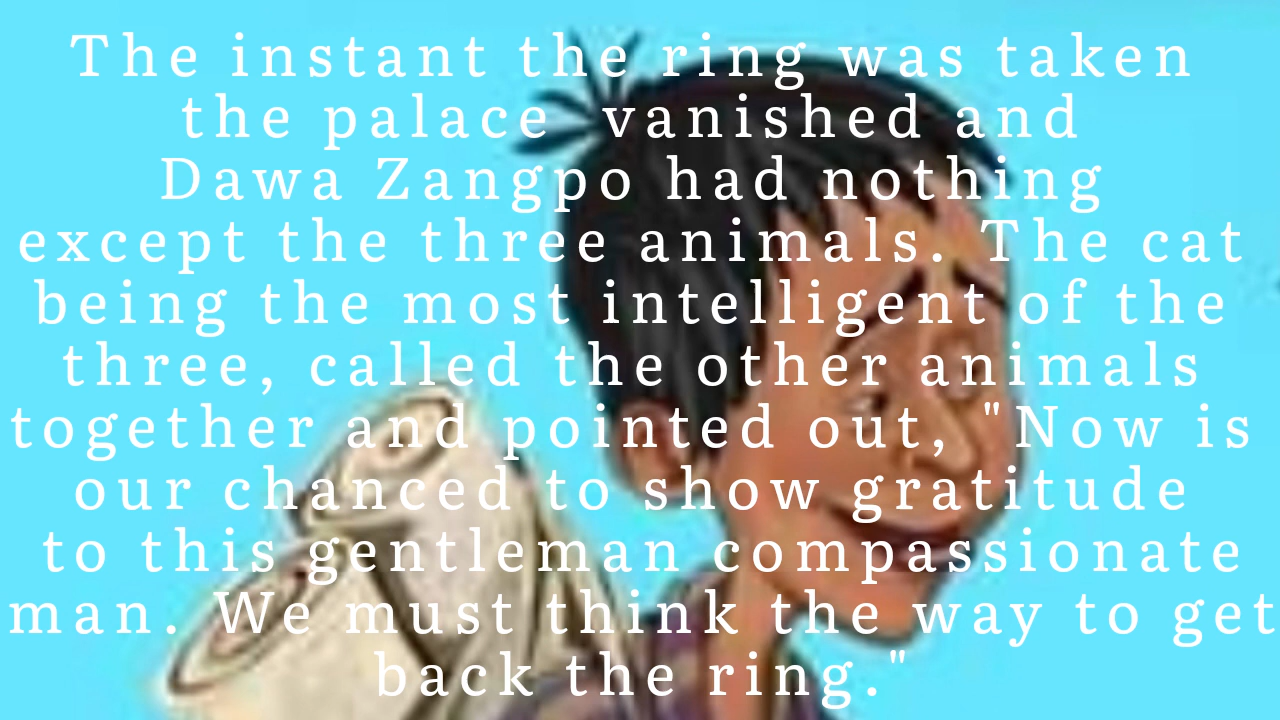 The instant the ring was taken
the palace vanished and
Dawa Zangpo had nothing
except the three animals. The cat
being the most intelligent of the
three, called the other animals
together and pointed out, "Now is
our chanced to show gratitude
to this gentleman compassionate
man. We must think the way to get
back the ring."